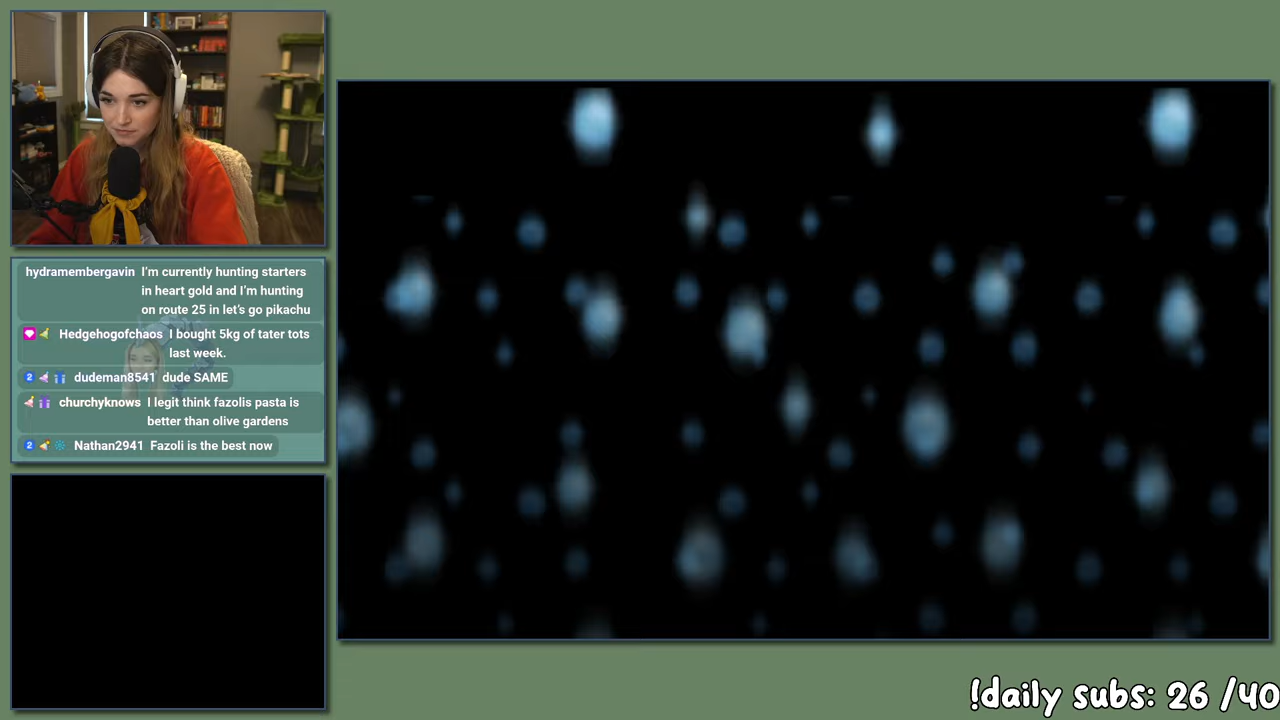 hydramembergavin I'm currently hunting starters
in heart gold and I'm hunting
on route 25 in let's go pikachu
Hedgehogofchaos I bought 5kg of tater tots
last week.
2 dudeman8541 dude SAME
churchyknows I legit think fazolis pasta is
better than olive gardens
2 Nathan2941 Fazoli is the best now
!daily subs: 26 /40